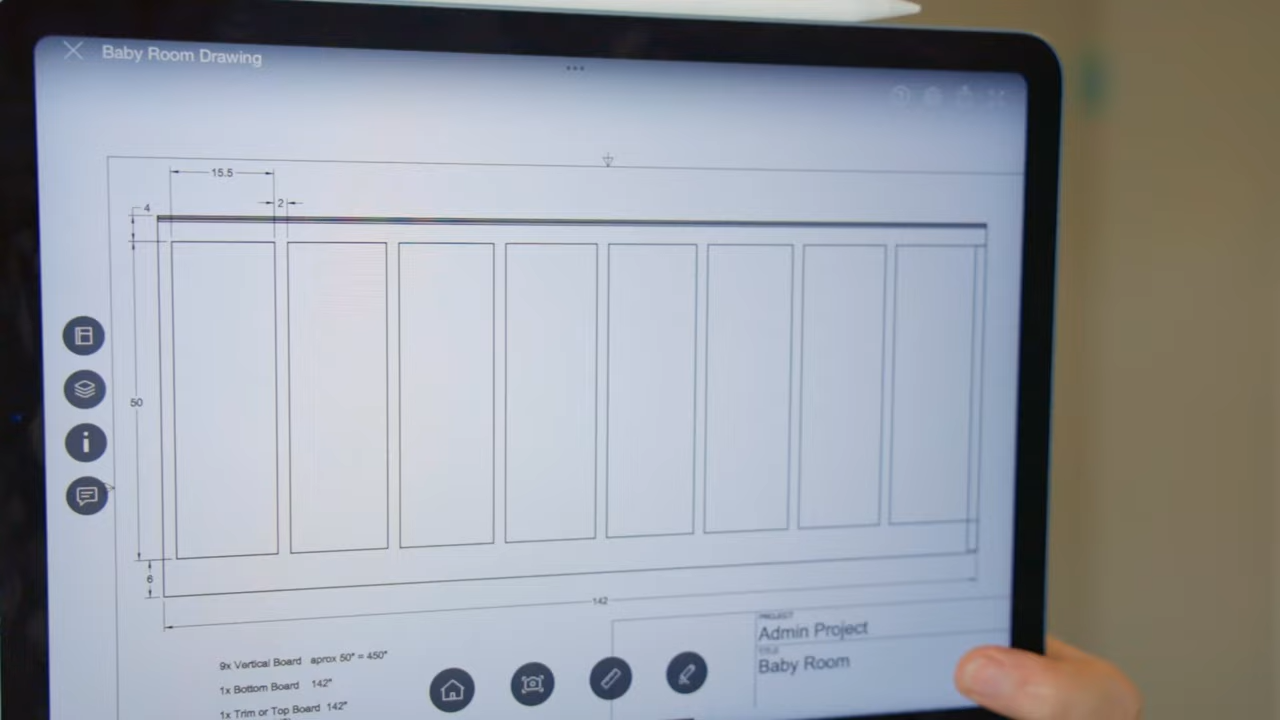 Baby Room Drawing
15.5
2
4
50
6
142
9x Vertical Board aprox 50" = 450"
1x Bottom Board 142"
1x Trim or Top Board 142"
PROJECT
Admin Project
TITLE
Baby Room